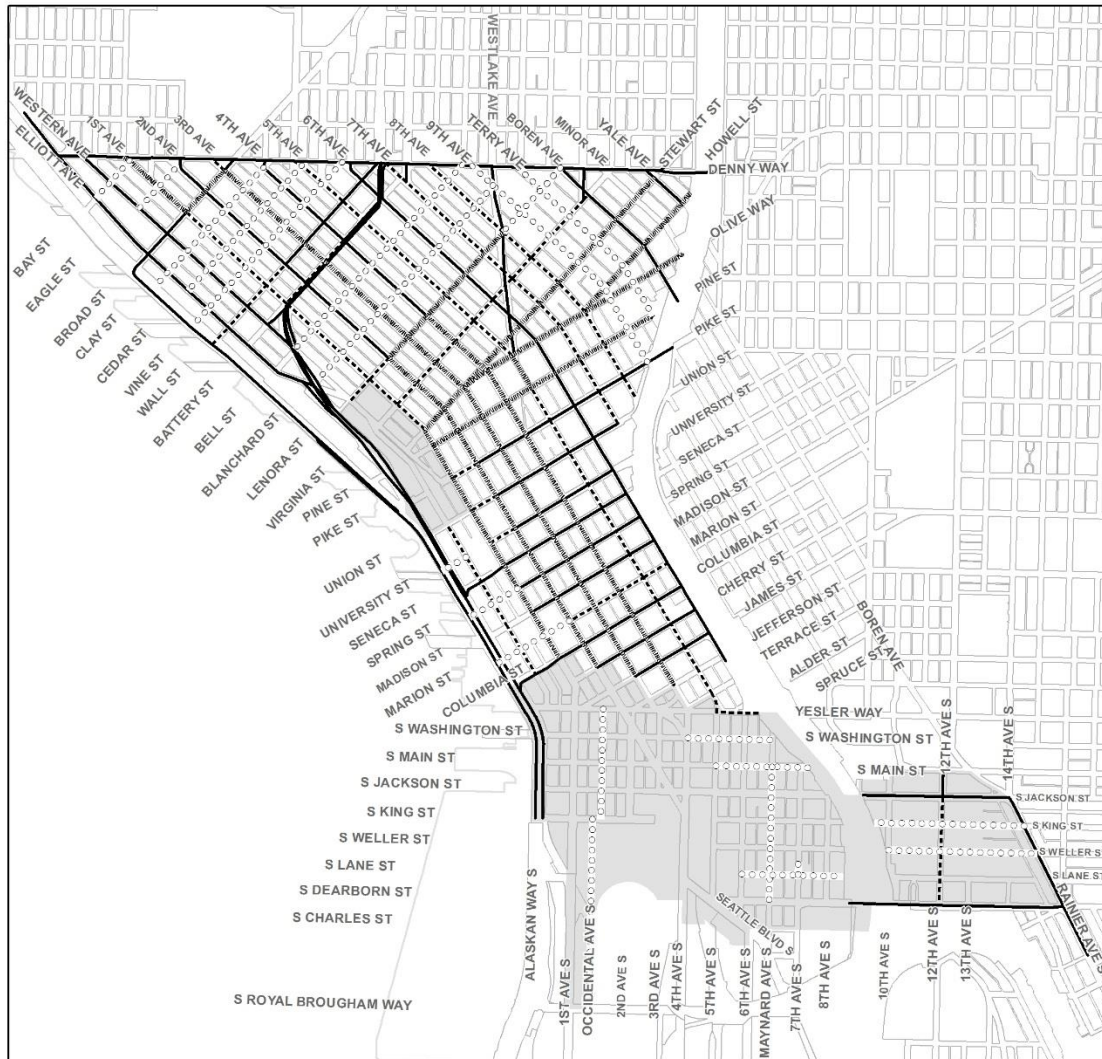 WESTLAKE AVE
WESTERN AVE
ELLIOTT AVE
1ST AVE
2ND AVE
3RD AVE
4TH AVE
5TH AVE
6TH AVE
7TH AVE
8TH AVE
9TH AVE
TERRY AVE
BOREN AVE
MINOR AVE
YALE AVE
STEWART ST
HOWELL ST
DENNY WAY
OLIVE WAY
PINE ST
PIKE ST
UNION ST
UNIVERSITY ST
SENECA ST
SPRING ST
MADISON ST
MARION ST
COLUMBIA ST
CHERRY ST
JAMES ST
JEFFERSON ST
TERRACE ST
ALDER ST
SPRUCE ST
BOREN AVE
BAY ST
EAGLE ST
BROAD ST
CLAY ST
CEDAR ST
VINE ST
WALL ST
BATTERY ST
BELL ST
BLANCHARD ST
LENORA ST
VIRGINIA ST
PINE ST
PIKE ST
UNION ST
UNIVERSITY ST
SENECA ST
SPRING ST
MADISON ST
MARION ST
COLUMBIA ST
YESLER WAY
S WASHINGTON ST
S WASHINGTON ST
S MAIN ST
S MAIN ST
12TH AVE S
14TH AVE S
S JACKSON ST
S JACKSON ST
S KING ST
S KING ST
S WELLER ST
S WELLER ST
S LANE ST
S LANE ST
S DEARBORN ST
S CHARLES ST
RAINIER AVE S
S ROYAL BROUGHAM WAY
ALASKAN WAY S
1ST AVE S
OCCIDENTAL AVE S
2ND AVE S
3RD AVE S
4TH AVE S
5TH AVE S
SEATTLE BLVD S
6TH AVE S
MAYNARD AVE S
7TH AVE S
8TH AVE S
10TH AVE S
12TH AVE S
13TH AVE S